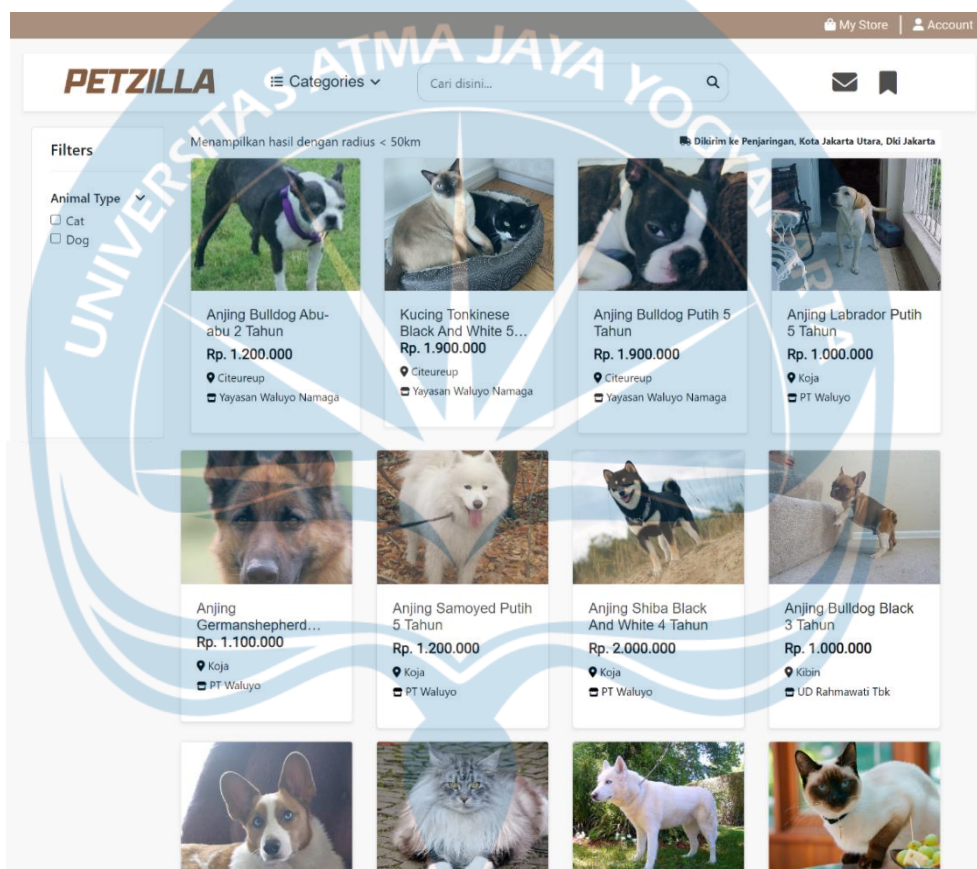 My Store
Account
PETZILLA
Categories
Cari disini...
Filters
Menampilkan hasil dengan radius < 50km
Dikirim ke Penjaringan, Kota Jakarta Utara, Dki Jakarta
Animal Type
Cat
Dog
Anjing Bulldog Abu-
abu 2 Tahun
Rp. 1.200.000
Citeureup
Yayasan Waluyo Namaga
Kucing Tonkinese
Black And White 5...
Rp. 1.900.000
Citeureup
Yayasan Waluyo Namaga
Anjing Bulldog Putih 5
Tahun
Rp. 1.900.000
Citeureup
Yayasan Waluyo Namaga
Anjing Labrador Putih
5 Tahun
Rp. 1.000.000
Koja
PT Waluyo
Anjing
Germanshepherd...
Rp. 1.100.000
Koja
PT Waluyo
Anjing Samoyed Putih
5 Tahun
Rp. 1.200.000
Koja
PT Waluyo
Anjing Shiba Black
And White 4 Tahun
Rp. 2.000.000
Koja
PT Waluyo
Anjing Bulldog Black
3 Tahun
Rp. 1.000.000
Kibin
UD Rahmawati Tbk
UNIVERSITAS ATMA JAYA YOGYAKARTA